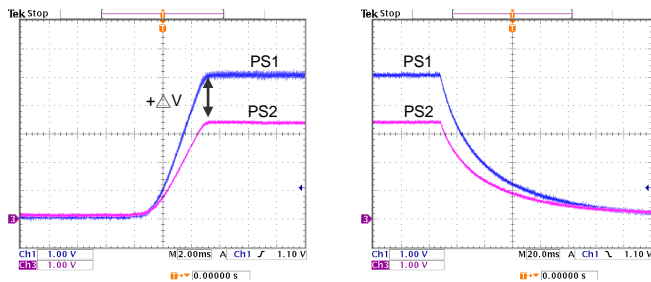 Tek Stop
T
T
PS1
+△V
PS2
3
Ch1 1.00 V M 2.00ms A Ch1 1.10 V
Ch3 1.00 V
T→▼ 0.00000 s
Tek Stop
T
T
PS1
PS2
3
Ch1 1.00 V M 20.0ms A Ch1 1.10 V
Ch3 1.00 V
T→▼ 0.00000 s